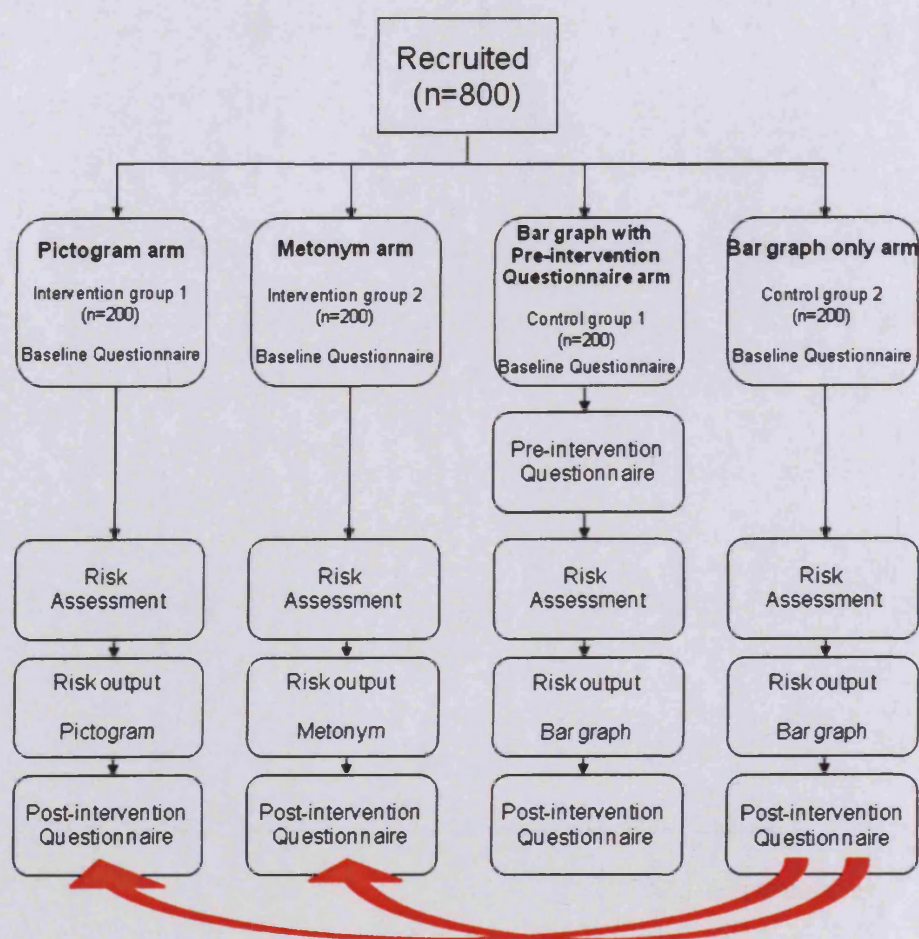 Recruited
(n=800)
Pictogram arm
Intervention group 1
(n=200)
Baseline Questionnaire
Metonym arm
Intervention group 2
(n=200)
Baseline Questionnaire
Bar graph with
Pre-intervention
Questionnaire arm
Control group 1
(n=200)
Baseline Questionnaire
Bar graph only arm
Control group 2
(n=200)
Baseline Questionnaire
Pre-intervention
Questionnaire
Risk
Assessment
Risk
Assessment
Risk
Assessment
Risk
Assessment
Risk output
Pictogram
Risk output
Metonym
Risk output
Bar graph
Risk output
Bar graph
Post-intervention
Questionnaire
Post-intervention
Questionnaire
Post-intervention
Questionnaire
Post-intervention
Questionnaire